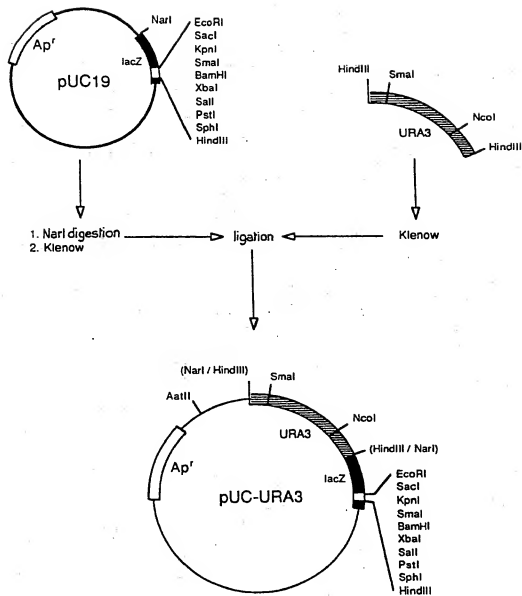 NarI
EcoRI
SacI
KpnI
SmaI
BamHI
XbaI
SalI
PstI
SphI
HindIII
Ap^r
lacZ
pUC19
HindIII
SmaI
NcoI
URA3
HindIII
1. NarI digestion
2. Klenow
ligation
Klenow
(NarI / HindIII)
SmaI
AatII
NcoI
URA3
(HindIII / NarI)
Ap^r
lacZ
pUC-URA3
EcoRI
SacI
KpnI
SmaI
BamHI
XbaI
SalI
PstI
SphI
HindIII